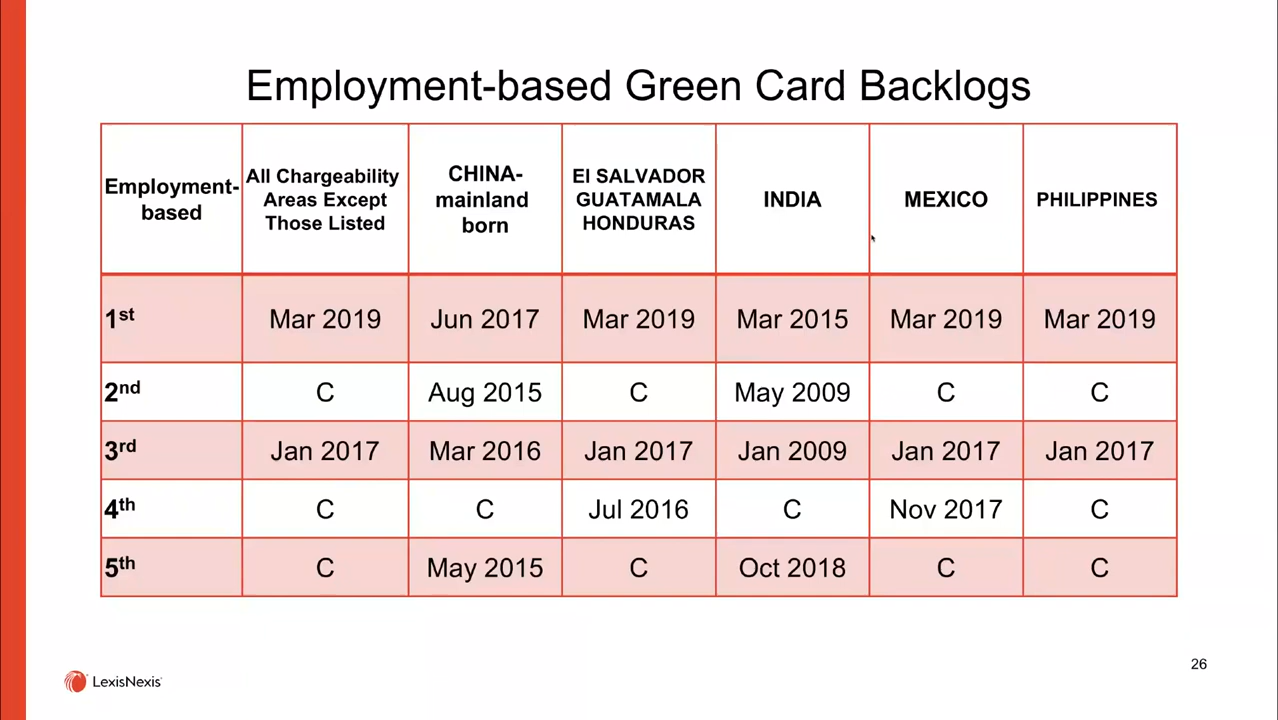 Employment-based Green Card Backlogs
Employment-
based
All Chargeability
Areas Except
Those Listed
CHINA-
mainland
born
El SALVADOR
GUATAMALA
HONDURAS
INDIA
MEXICO
PHILIPPINES
1st Mar 2019 Jun 2017 Mar 2019 Mar 2015 Mar 2019 Mar 2019
2nd C Aug 2015 C May 2009 C C
3rd Jan 2017 Mar 2016 Jan 2017 Jan 2009 Jan 2017 Jan 2017
4th C C Jul 2016 C Nov 2017 C
5th C May 2015 C Oct 2018 C C
26
LexisNexis